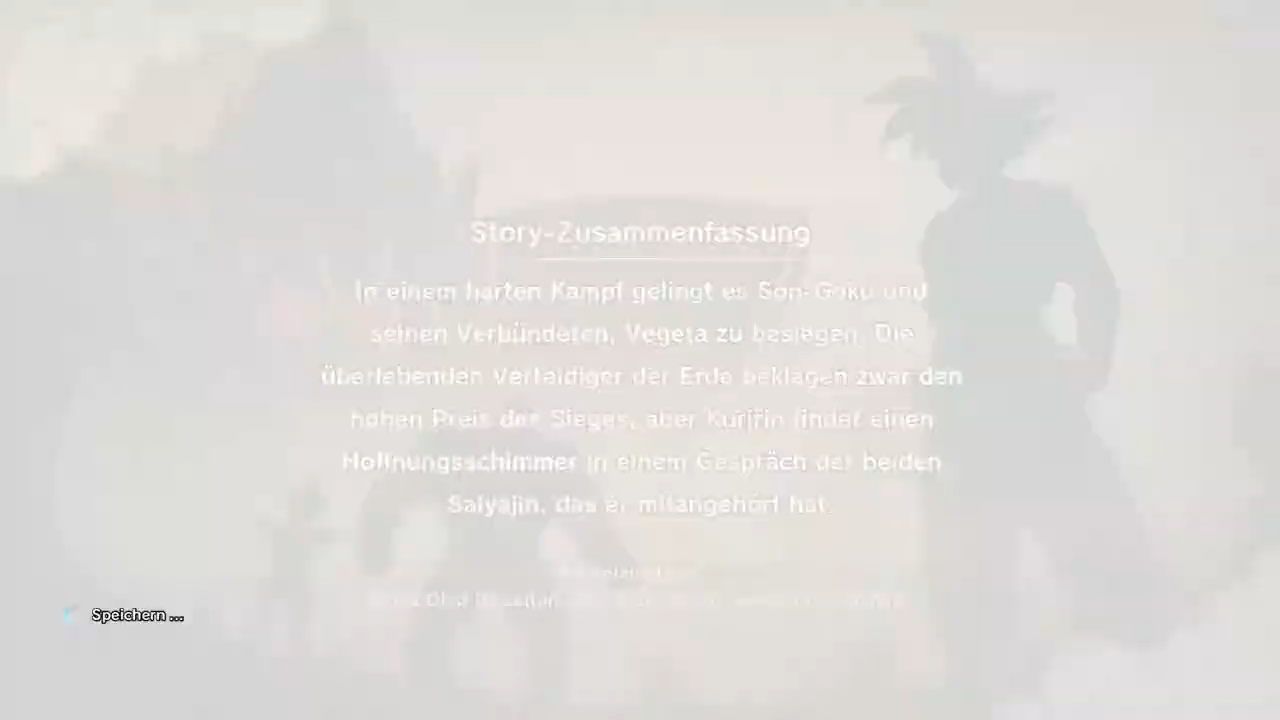 Story-Zusammenfassung
In einem harten Kampf gelingt es Son-Goku und
seinen Verbündeten, Vegeta zu besiegen. Die
überlebenden Verteidiger der Erde beklagen zwar den
hohen Preis des Sieges, aber Kuririn findet einen
Hoffnungsschimmer in einem Gespräch der beiden
Saiyajin, das er mitangehört hat.
Speichern ...